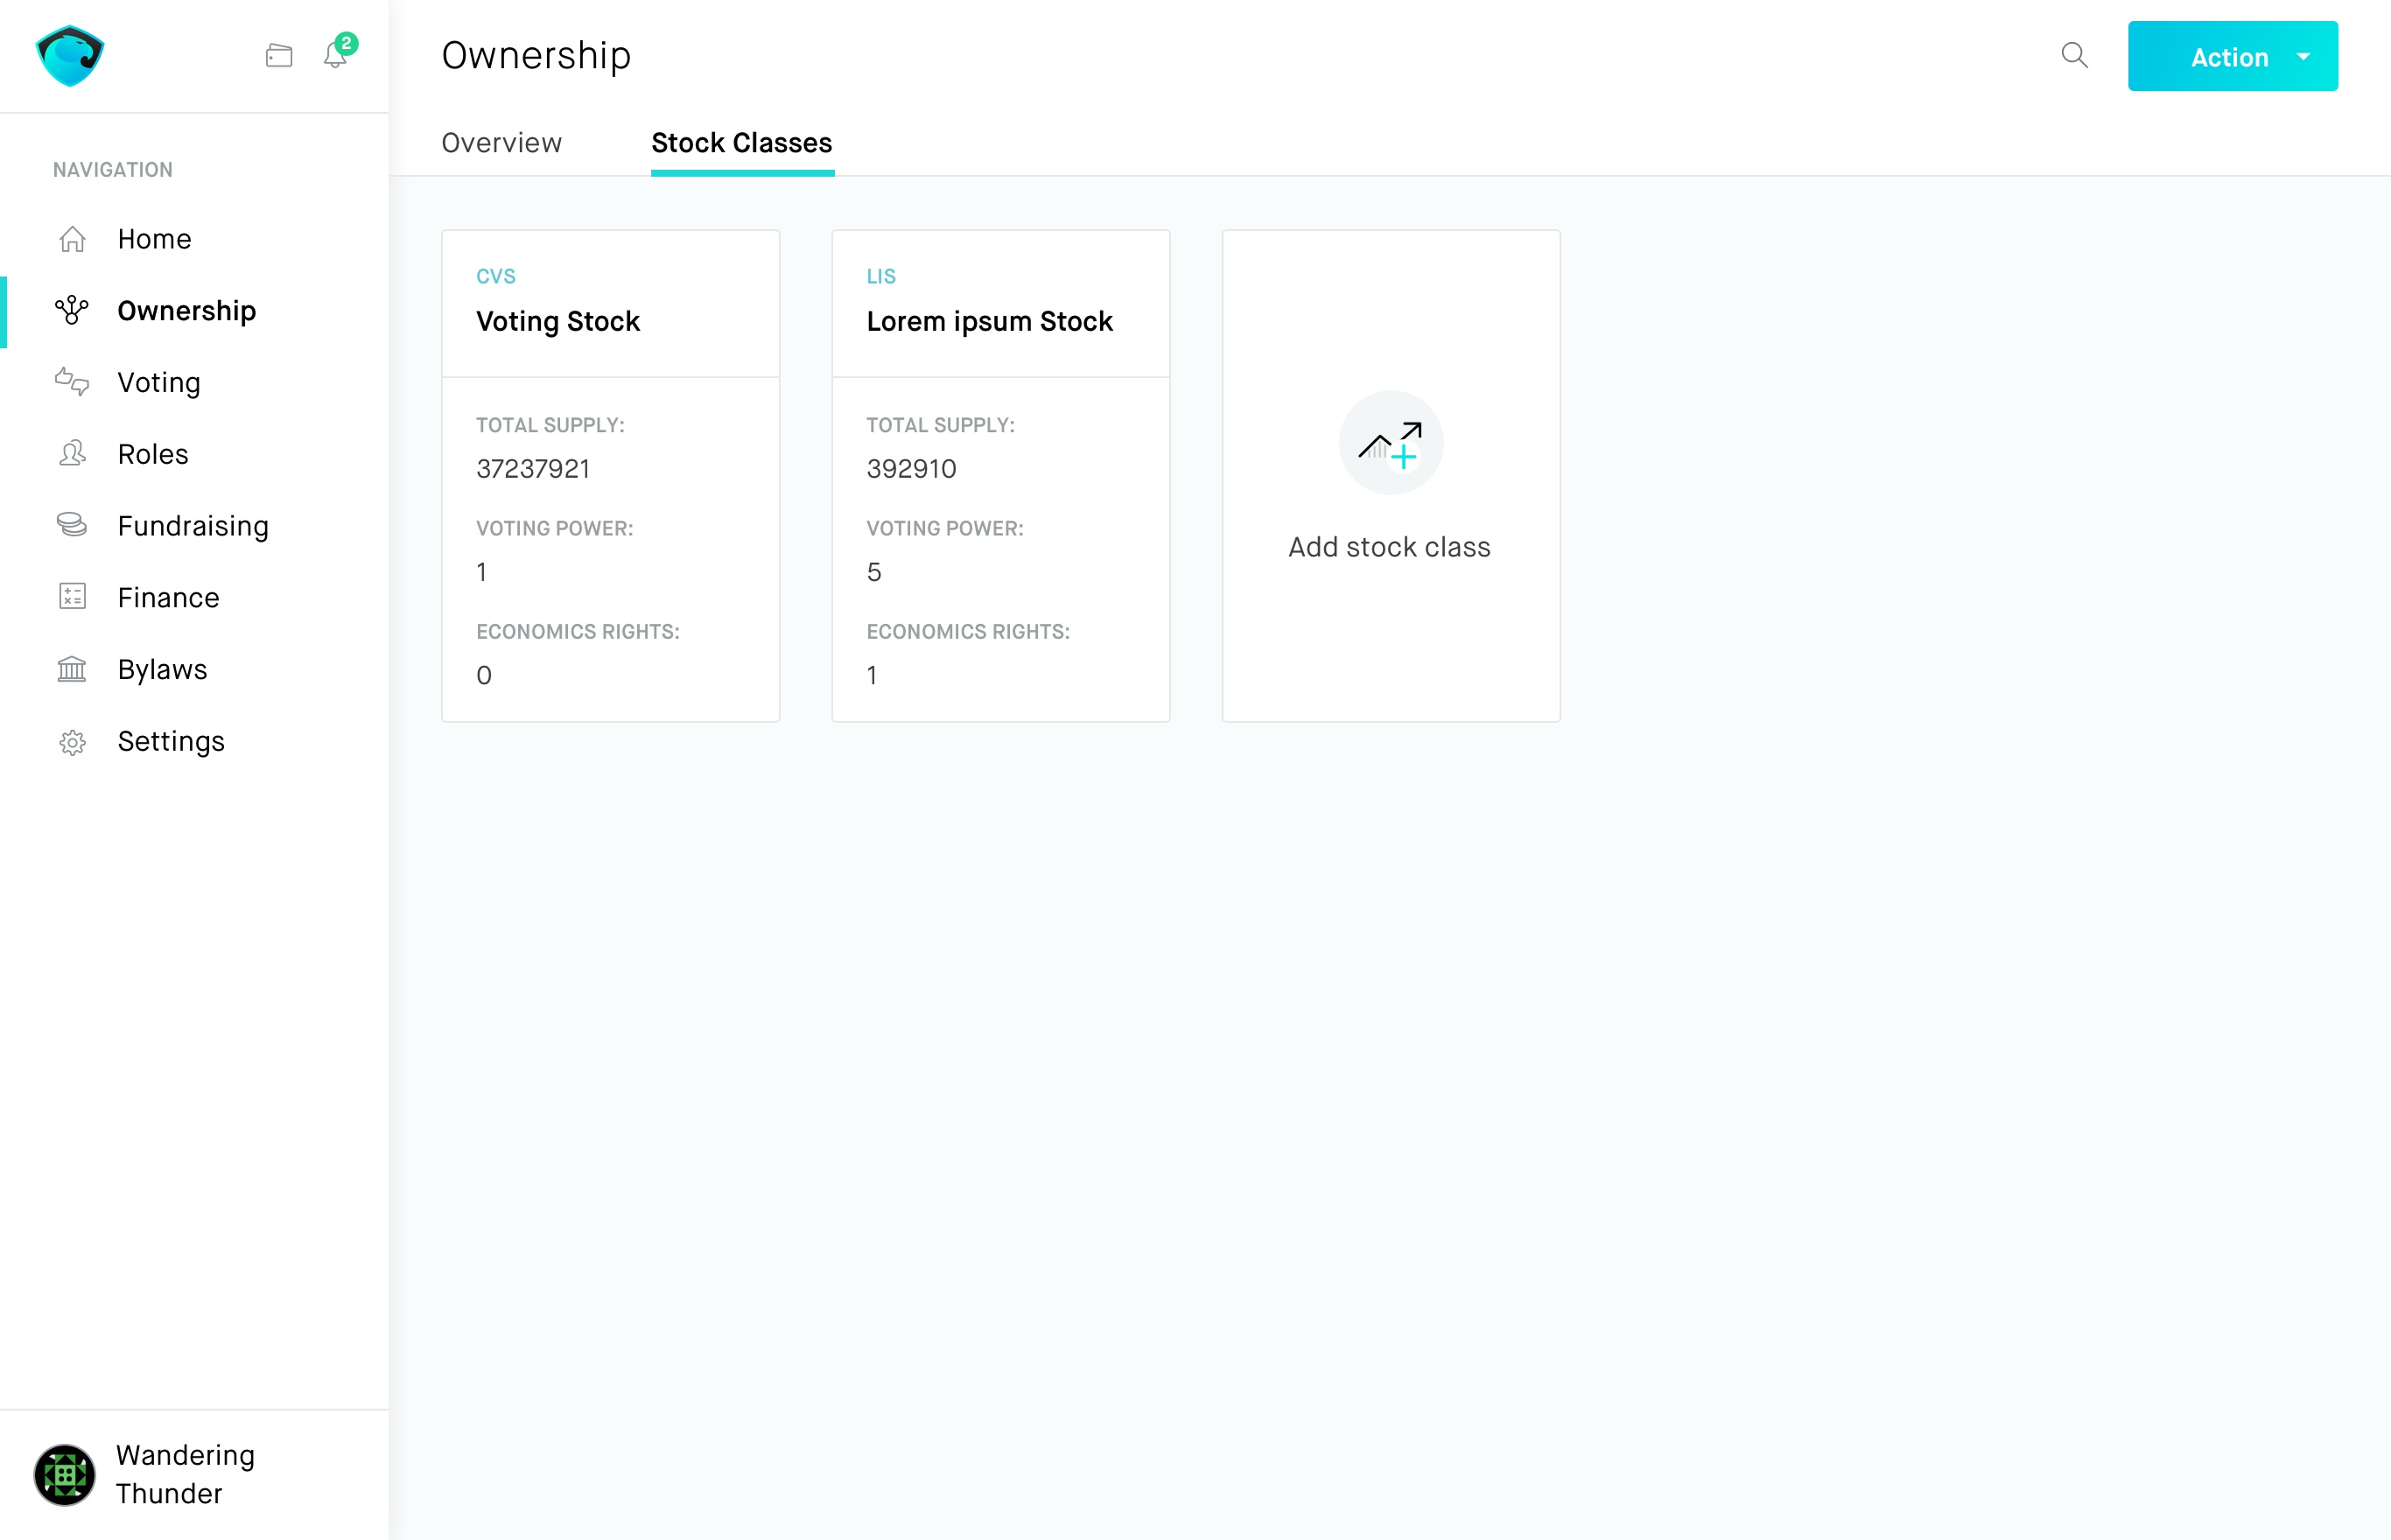 2
Ownership
Action
Overview
Stock Classes
NAVIGATION
Home
Ownership
Voting
Roles
Fundraising
Finance
Bylaws
Settings
CVS
Voting Stock
TOTAL SUPPLY:
37237921
VOTING POWER:
1
ECONOMICS RIGHTS:
0
LIS
Lorem ipsum Stock
TOTAL SUPPLY:
392910
VOTING POWER:
5
ECONOMICS RIGHTS:
1
Add stock class
Wandering
Thunder